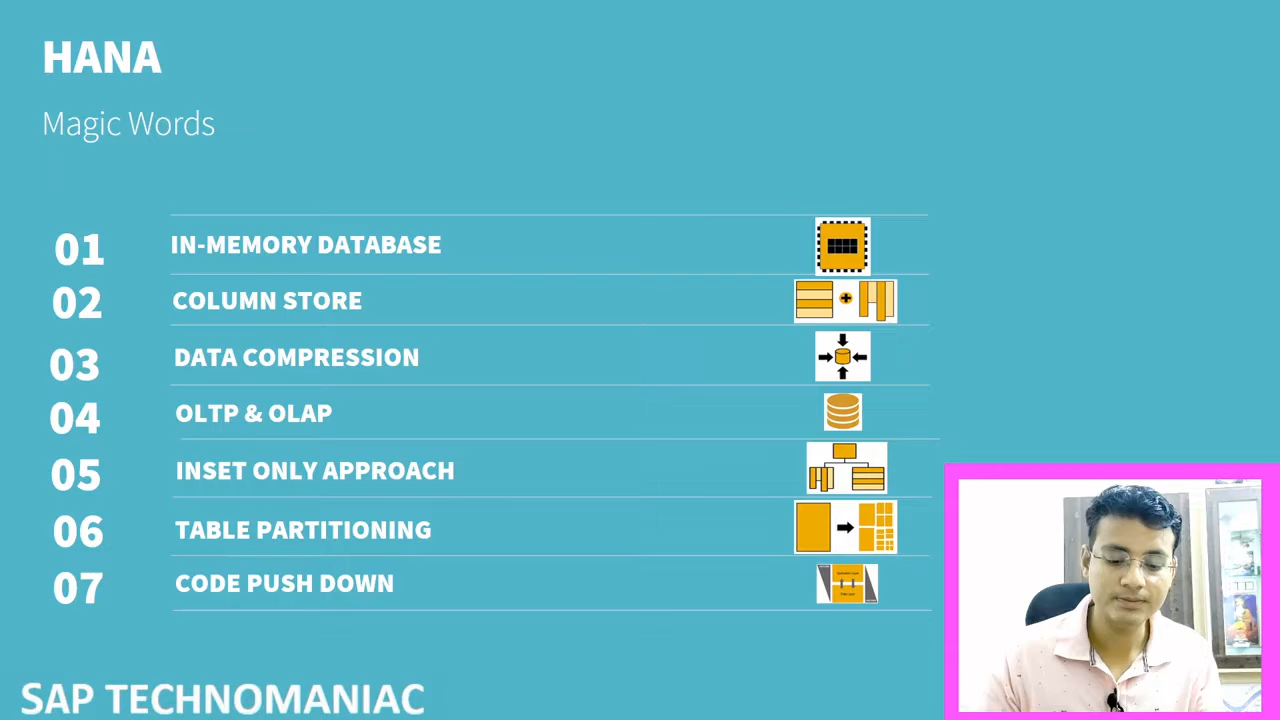 HANA
Magic Words
01 IN-MEMORY DATABASE
02 COLUMN STORE
03 DATA COMPRESSION
04 OLTP & OLAP
05 INSET ONLY APPROACH
06 TABLE PARTITIONING
07 CODE PUSH DOWN
SAP TECHNOMANIAC